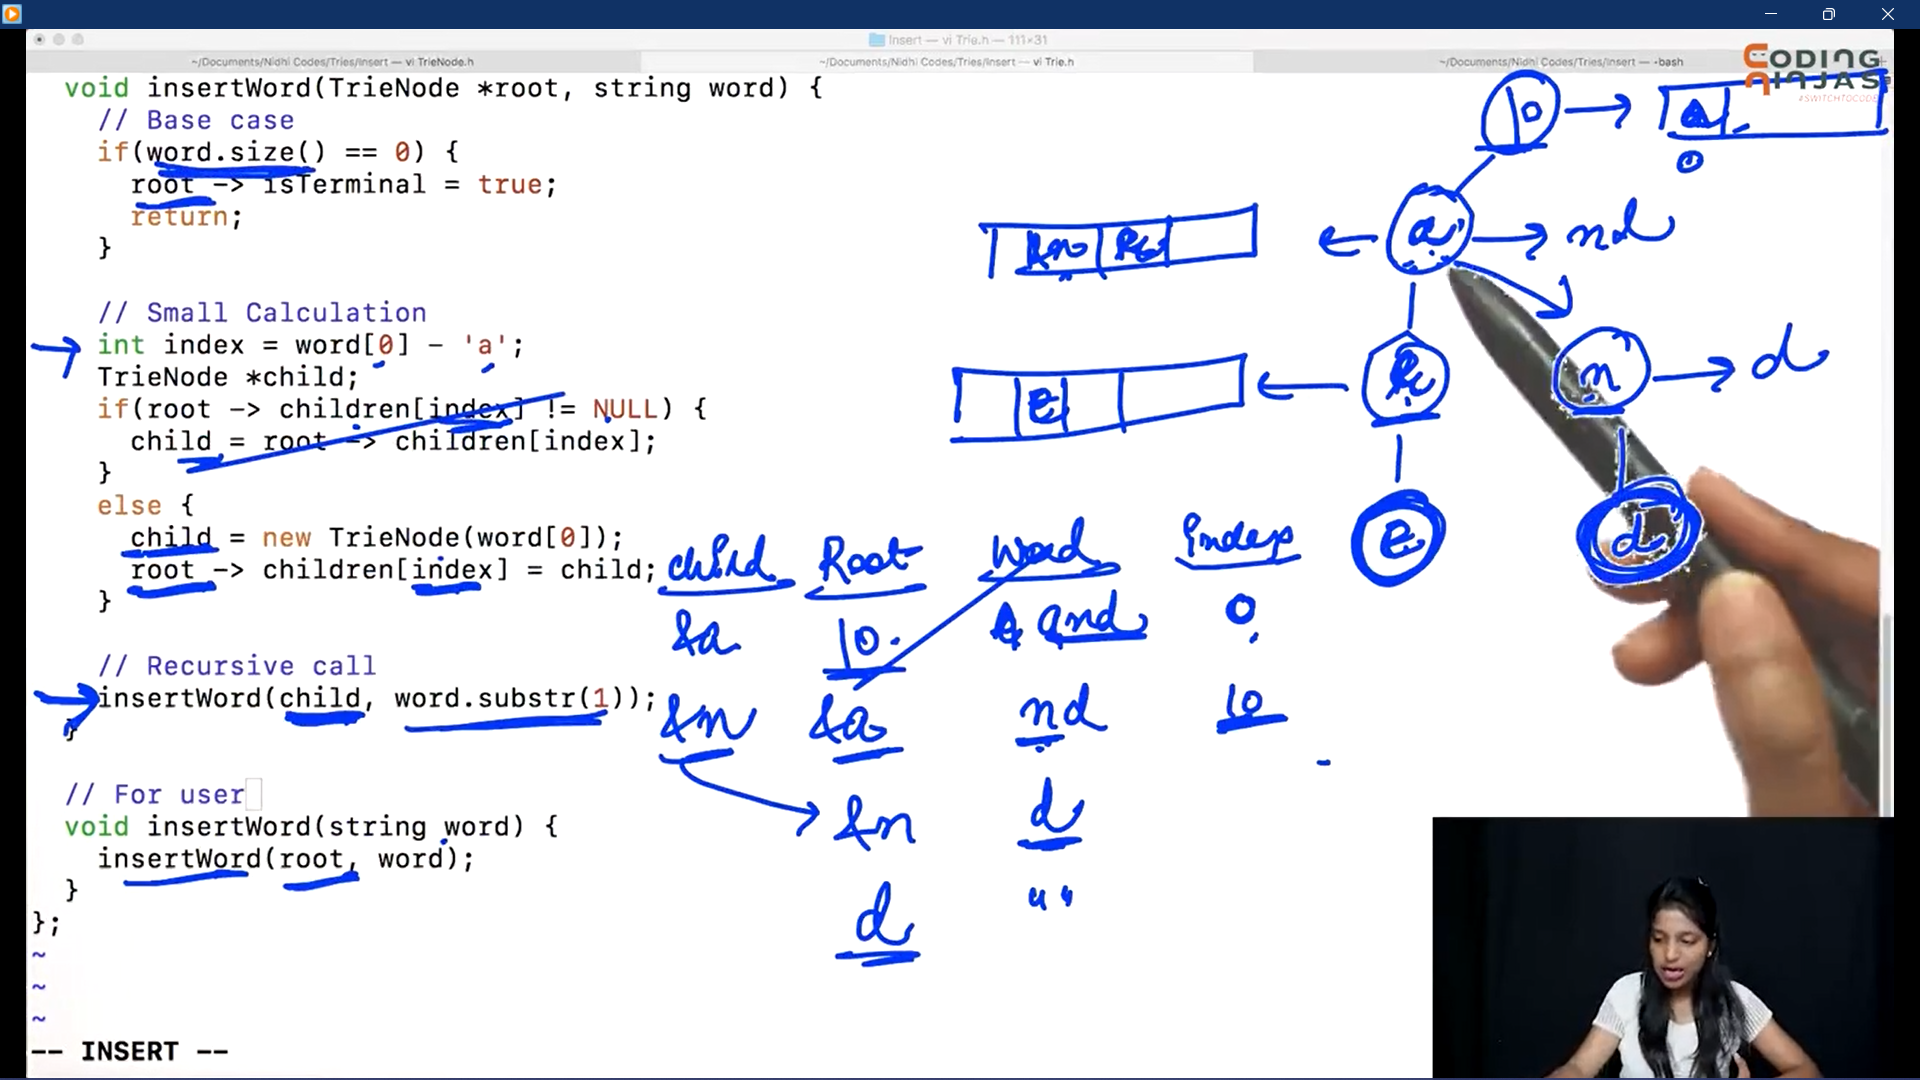 Insert — vi Trie.h — 111×31
~/Documents/Nidhi Codes/Tries/Insert — vi TrieNode.h
~/Documents/Nidhi Codes/Tries/Insert — vi Trie.h
~/Documents/Nidhi Codes/Tries/Insert — -bash
CODING
NINJAS
#SWITCHTOCODE
void insertWord(TrieNode *root, string word) {
// Base case
if(word.size() == 0) {
root -> isTerminal = true;
return;
}
// Small Calculation
int index = word[0] - 'a';
TrieNode *child;
if(root -> children[index] != NULL) {
child = root -> children[index];
}
else {
child = new TrieNode(word[0]);
root -> children[index] = child;
}
// Recursive call
insertWord(child, word.substr(1));
}
// For user
void insertWord(string word) {
insertWord(root, word);
}
};
~
~
~
-- INSERT --
10
a
0
a
nd
&n
n
d
e
e
d
child Root Word Index
&a 10 and 0
&n &a nd 10
&n d
d " "